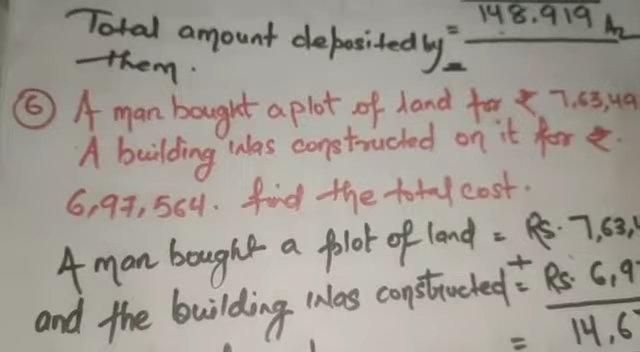 Total amount deposited by = 148.919 Ans
them.
⑥ A man bought a plot of land for ₹ 7,63,49
A building was constructed on it for ₹.
6,97,564. find the total cost.
A man bought a plot of land = Rs. 7,63,4
and the building was constructed = + Rs. 6,9
= 14,6